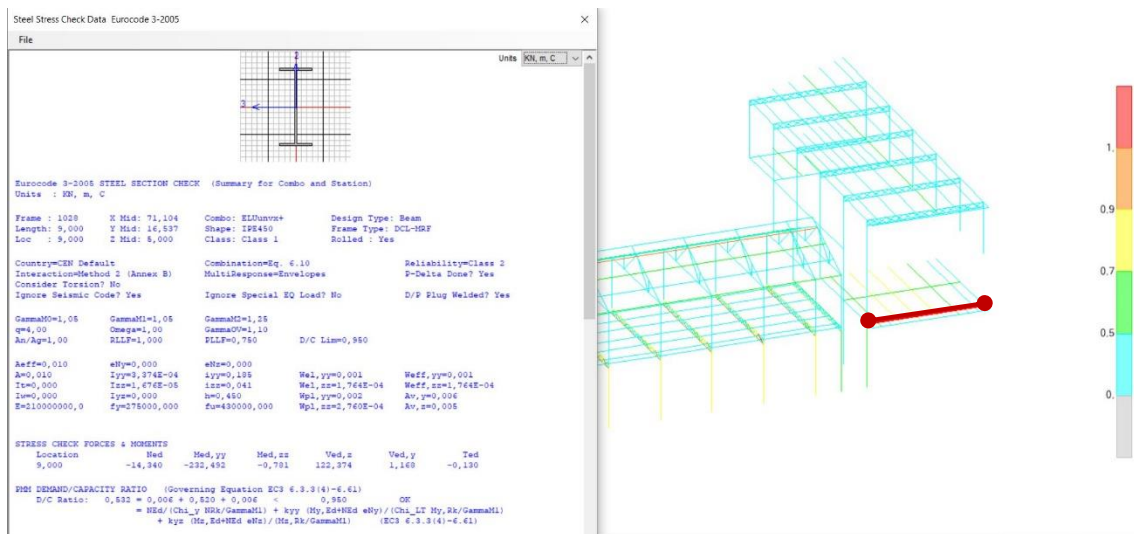 Steel Stress Check Data Eurocode 3-2005
File
Units KN, m, C
2
3
Eurocode 3-2005 STEEL SECTION CHECK (Summary for Combo and Station)
Units : KN, m, C
Frame : 1028 X Mid: 71,104 Combo: ELUunvx+ Design Type: Beam
Length: 9,000 Y Mid: 16,537 Shape: IPE450 Frame Type: DCL-MRF
Loc : 9,000 Z Mid: 5,000 Class: Class 1 Rolled : Yes
Country=CEN Default Combination=Eq. 6.10 Reliability=Class 2
Interaction=Method 2 (Annex B) MultiResponse=Envelopes P-Delta Done? Yes
Consider Torsion? No
Ignore Seismic Code? Yes Ignore Special EQ Load? No D/P Plug Welded? Yes
GammaM0=1,05 GammaM1=1,05 GammaM2=1,25
q=4,00 Omega=1,00 GammaOV=1,10
An/Ag=1,00 RLLF=1,000 PLLF=0,750 D/C Lim=0,950
Aeff=0,010 eNy=0,000 eNz=0,000
A=0,010 Iyy=3,374E-04 iyy=0,185 Wel,yy=0,001 Weff,yy=0,001
It=0,000 Izz=1,676E-05 izz=0,041 Wel,zz=1,764E-04 Weff,zz=1,764E-04
Iw=0,000 Iyz=0,000 h=0,450 Wpl,yy=0,002 Av,y=0,006
E=210000000,0 fy=275000,000 fu=430000,000 Wpl,zz=2,760E-04 Av,z=0,005
STRESS CHECK FORCES & MOMENTS
Location Ned Med,yy Med,zz Ved,z Ved,y Ted
9,000 -14,340 -232,492 -0,781 122,374 1,168 -0,130
PMM DEMAND/CAPACITY RATIO (Governing Equation EC3 6.3.3(4)-6.61)
D/C Ratio: 0,532 = 0,006 + 0,520 + 0,006 < 0,950 OK
= NEd/(Chi_y NRk/GammaM1) + kyy (My,Ed+NEd eNy)/(Chi_LT My,Rk/GammaM1)
+ kyz (Mz,Ed+NEd eNz)/(Mz,Rk/GammaM1) (EC3 6.3.3(4)-6.61)
1.
0.9
0.7
0.5
0.